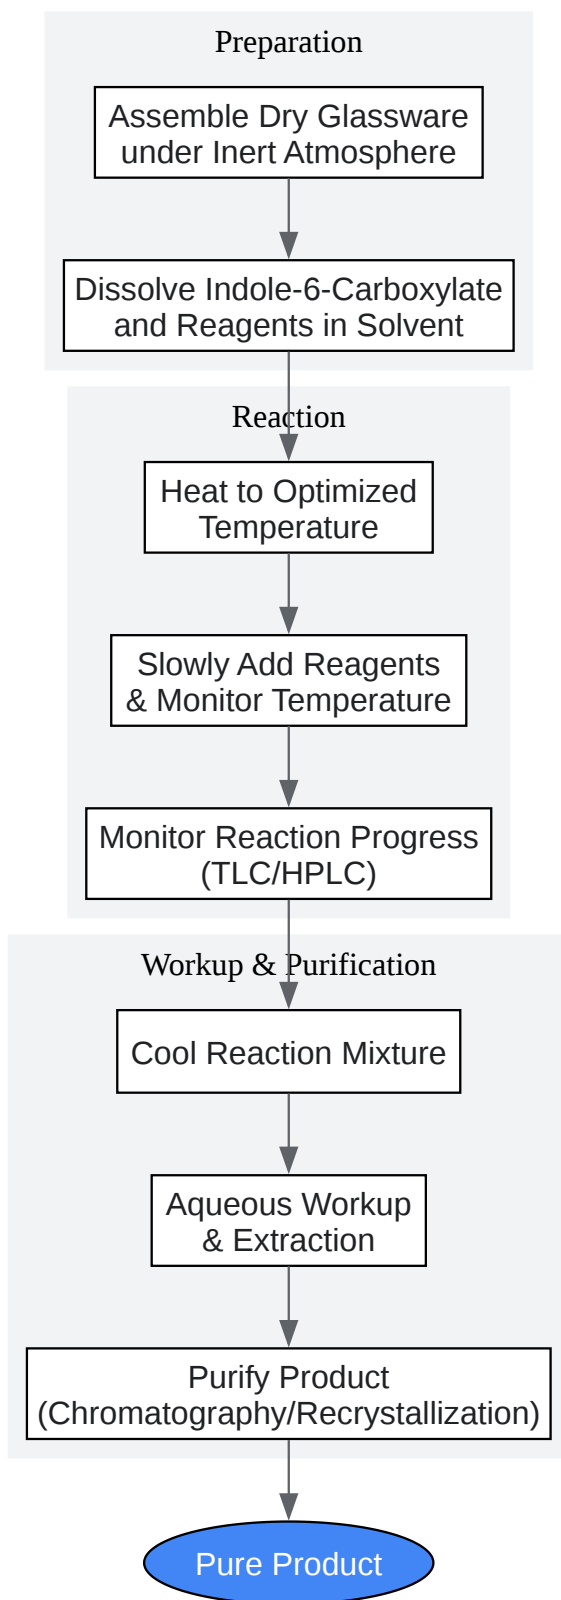 Preparation
Assemble Dry Glassware
under Inert Atmosphere
Dissolve Indole-6-Carboxylate
and Reagents in Solvent
Reaction
Heat to Optimized
Temperature
Slowly Add Reagents
& Monitor Temperature
Monitor Reaction Progress
(TLC/HPLC)
Workup & Purification
Cool Reaction Mixture
Aqueous Workup
& Extraction
Purify Product
(Chromatography/Recrystallization)
Pure Product